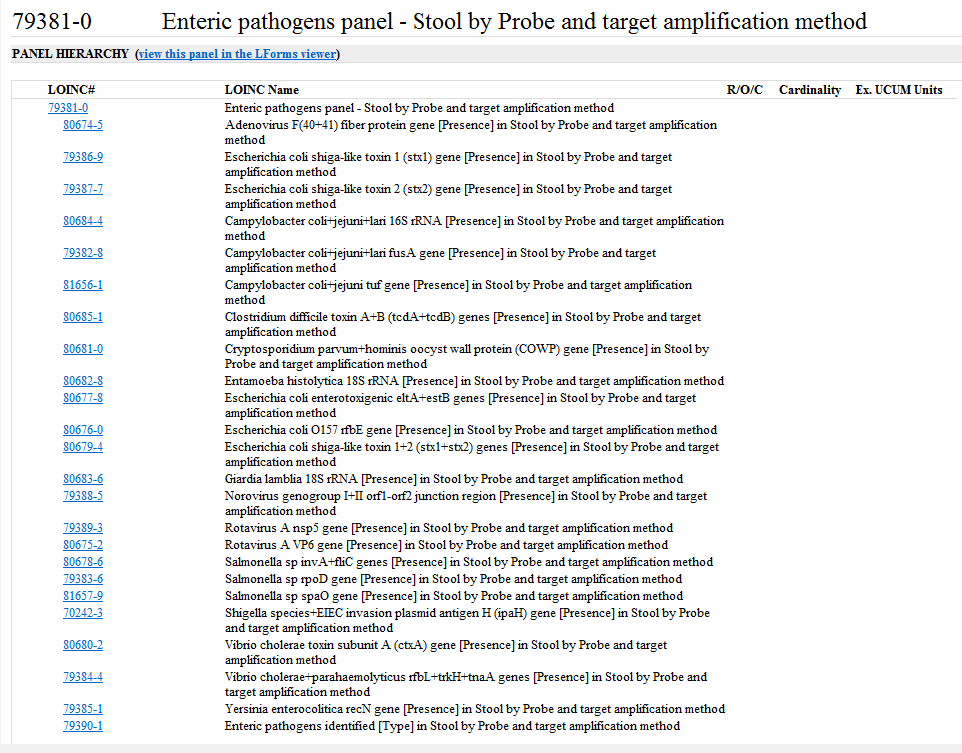 79381-0 Enteric pathogens panel - Stool by Probe and target amplification method
PANEL HIERARCHY (view this panel in the LForms viewer)
LOINC# LOINC Name R/O/C Cardinality Ex. UCUM Units
79381-0 Enteric pathogens panel - Stool by Probe and target amplification method
80674-5 Adenovirus F(40+41) fiber protein gene [Presence] in Stool by Probe and target amplification
method
79386-9 Escherichia coli shiga-like toxin 1 (stx1) gene [Presence] in Stool by Probe and target
amplification method
79387-7 Escherichia coli shiga-like toxin 2 (stx2) gene [Presence] in Stool by Probe and target
amplification method
80684-4 Campylobacter coli+jejuni+lari 16S rRNA [Presence] in Stool by Probe and target amplification
method
79382-8 Campylobacter coli+jejuni+lari fusA gene [Presence] in Stool by Probe and target
amplification method
81656-1 Campylobacter coli+jejuni tuf gene [Presence] in Stool by Probe and target amplification
method
80685-1 Clostridium difficile toxin A+B (tcdA+tcdB) genes [Presence] in Stool by Probe and target
amplification method
80681-0 Cryptosporidium parvum+hominis oocyst wall protein (COWP) gene [Presence] in Stool by
Probe and target amplification method
80682-8 Entamoeba histolytica 18S rRNA [Presence] in Stool by Probe and target amplification method
80677-8 Escherichia coli enterotoxigenic eltA+estB genes [Presence] in Stool by Probe and target
amplification method
80676-0 Escherichia coli O157 rfbE gene [Presence] in Stool by Probe and target amplification method
80679-4 Escherichia coli shiga-like toxin 1+2 (stx1+stx2) genes [Presence] in Stool by Probe and target
amplification method
80683-6 Giardia lamblia 18S rRNA [Presence] in Stool by Probe and target amplification method
79388-5 Norovirus genogroup I+II orf1-orf2 junction region [Presence] in Stool by Probe and target
amplification method
79389-3 Rotavirus A nsp5 gene [Presence] in Stool by Probe and target amplification method
80675-2 Rotavirus A VP6 gene [Presence] in Stool by Probe and target amplification method
80678-6 Salmonella sp invA+fliC genes [Presence] in Stool by Probe and target amplification method
79383-6 Salmonella sp rpoD gene [Presence] in Stool by Probe and target amplification method
81657-9 Salmonella sp spaO gene [Presence] in Stool by Probe and target amplification method
70242-3 Shigella species+EIEC invasion plasmid antigen H (ipaH) gene [Presence] in Stool by Probe
and target amplification method
80680-2 Vibrio cholerae toxin subunit A (ctxA) gene [Presence] in Stool by Probe and target
amplification method
79384-4 Vibrio cholerae+parahaemolyticus rfbL+trkH+tnaA genes [Presence] in Stool by Probe and
target amplification method
79385-1 Yersinia enterocolitica recN gene [Presence] in Stool by Probe and target amplification method
79390-1 Enteric pathogens identified [Type] in Stool by Probe and target amplification method